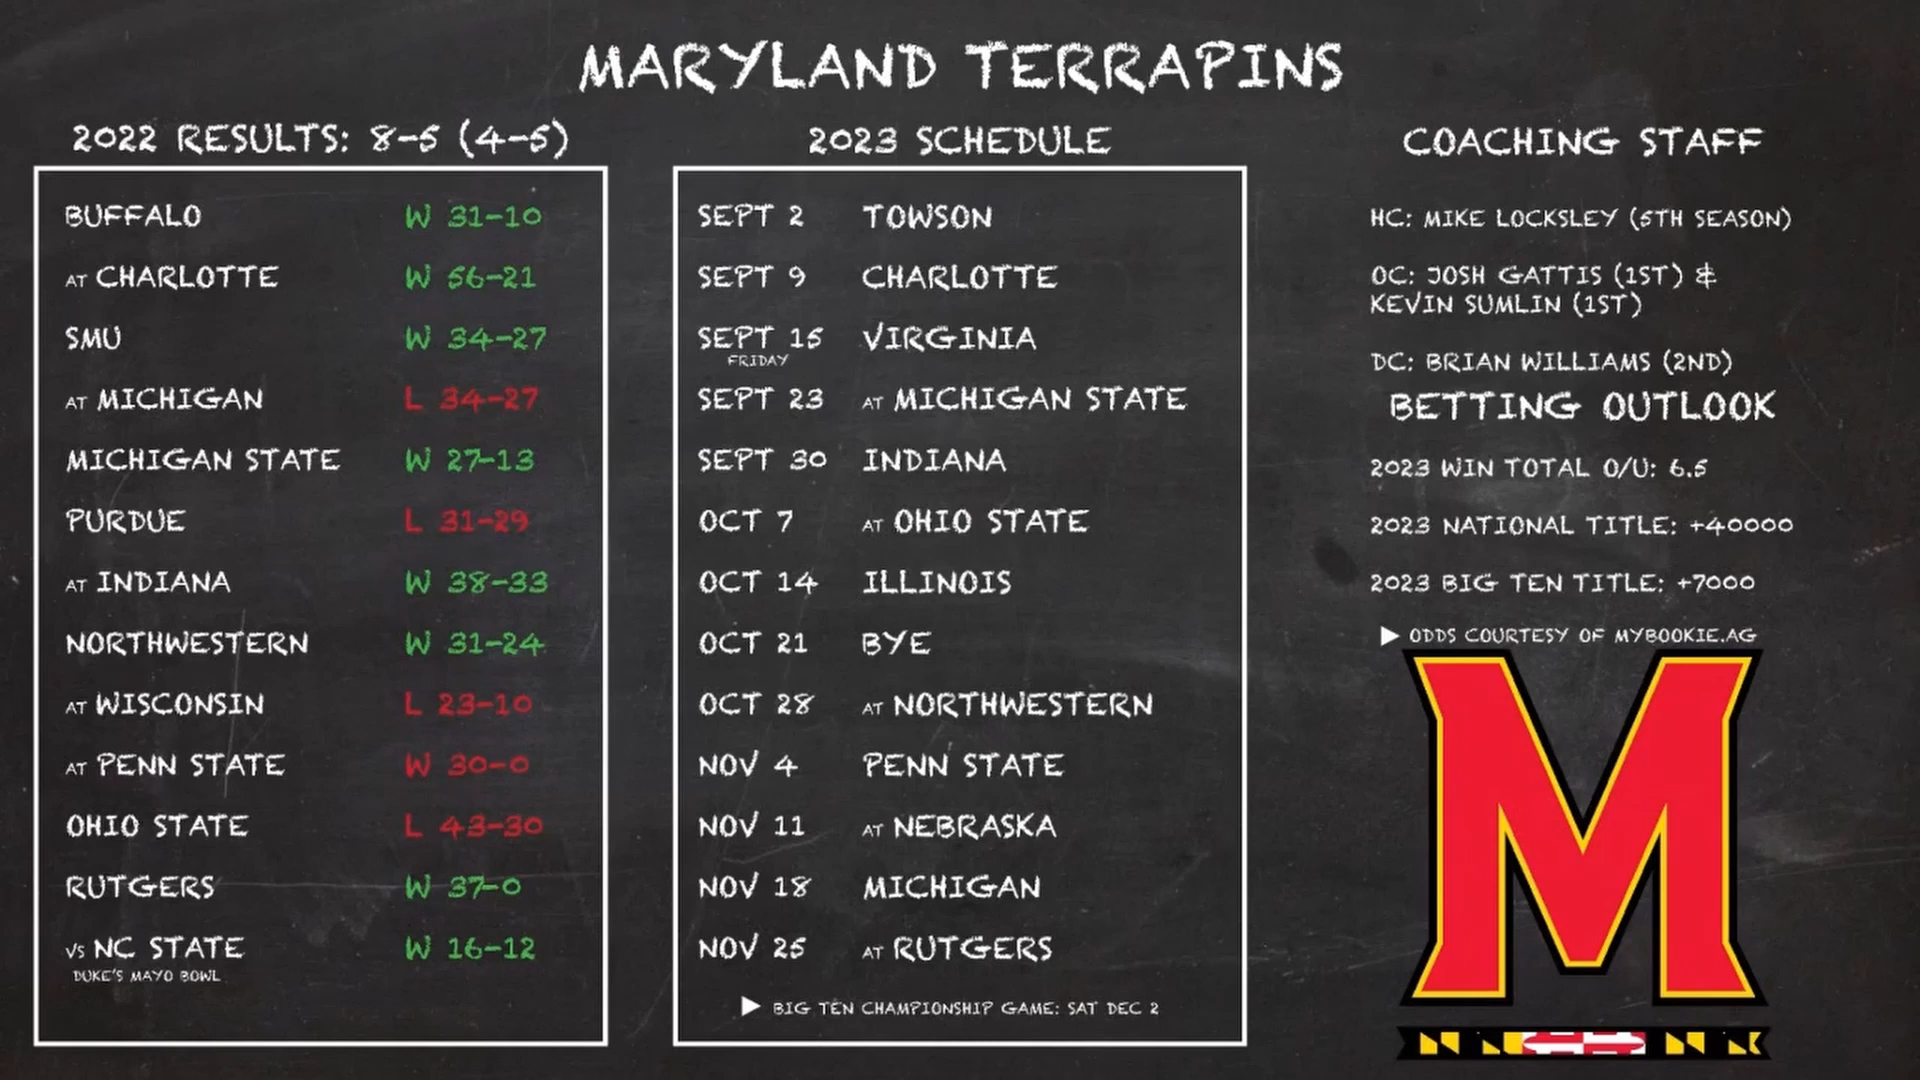 MARYLAND TERRAPINS
2022 RESULTS: 8-5 (4-5)
BUFFALO W 31-10
AT CHARLOTTE W 56-21
SMU W 34-27
AT MICHIGAN L 34-27
MICHIGAN STATE W 27-13
PURDUE L 31-29
AT INDIANA W 38-33
NORTHWESTERN W 31-24
AT WISCONSIN L 23-10
AT PENN STATE W 30-0
OHIO STATE L 43-30
RUTGERS W 37-0
VS NC STATE W 16-12
DUKE'S MAYO BOWL
2023 SCHEDULE
SEPT 2 TOWSON
SEPT 9 CHARLOTTE
SEPT 15 VIRGINIA
FRIDAY
SEPT 23 AT MICHIGAN STATE
SEPT 30 INDIANA
OCT 7 AT OHIO STATE
OCT 14 ILLINOIS
OCT 21 BYE
OCT 28 AT NORTHWESTERN
NOV 4 PENN STATE
NOV 11 AT NEBRASKA
NOV 18 MICHIGAN
NOV 25 AT RUTGERS
▶ BIG TEN CHAMPIONSHIP GAME: SAT DEC 2
COACHING STAFF
HC: MIKE LOCKSLEY (5TH SEASON)
OC: JOSH GATTIS (1ST) &
KEVIN SUMLIN (1ST)
DC: BRIAN WILLIAMS (2ND)
BETTING OUTLOOK
2023 WIN TOTAL O/U: 6.5
2023 NATIONAL TITLE: +40000
2023 BIG TEN TITLE: +7000
▶ ODDS COURTESY OF MYBOOKIE.AG
M